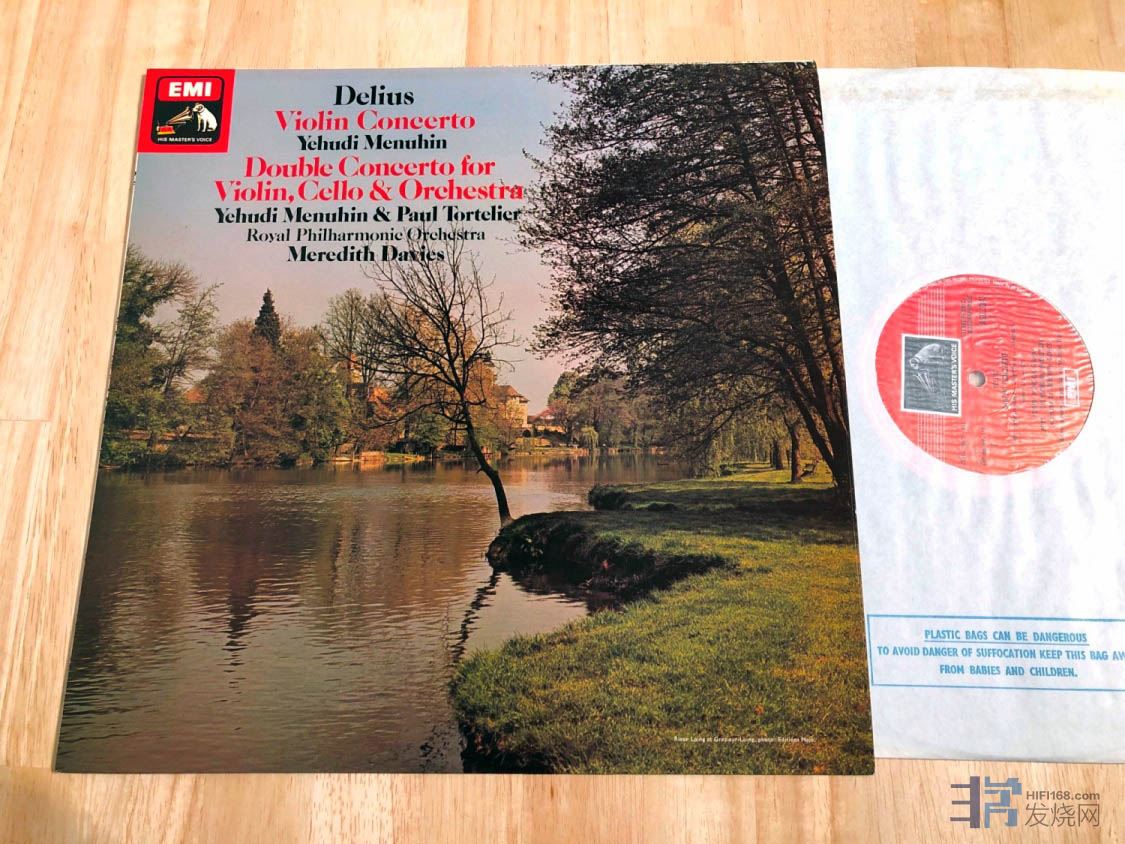 EMI
HIS MASTER'S VOICE
Delius
Violin Concerto
Yehudi Menuhin
Double Concerto for
Violin, Cello & Orchestra
Yehudi Menuhin & Paul Tortelier
Royal Philharmonic Orchestra
Meredith Davies
HIS MASTER'S VOICE
EMI
PLASTIC BAGS CAN BE DANGEROUS
TO AVOID DANGER OF SUFFOCATION KEEP THIS BAG AW
FROM BABIES AND CHILDREN.
HIFI168.com
发烧网